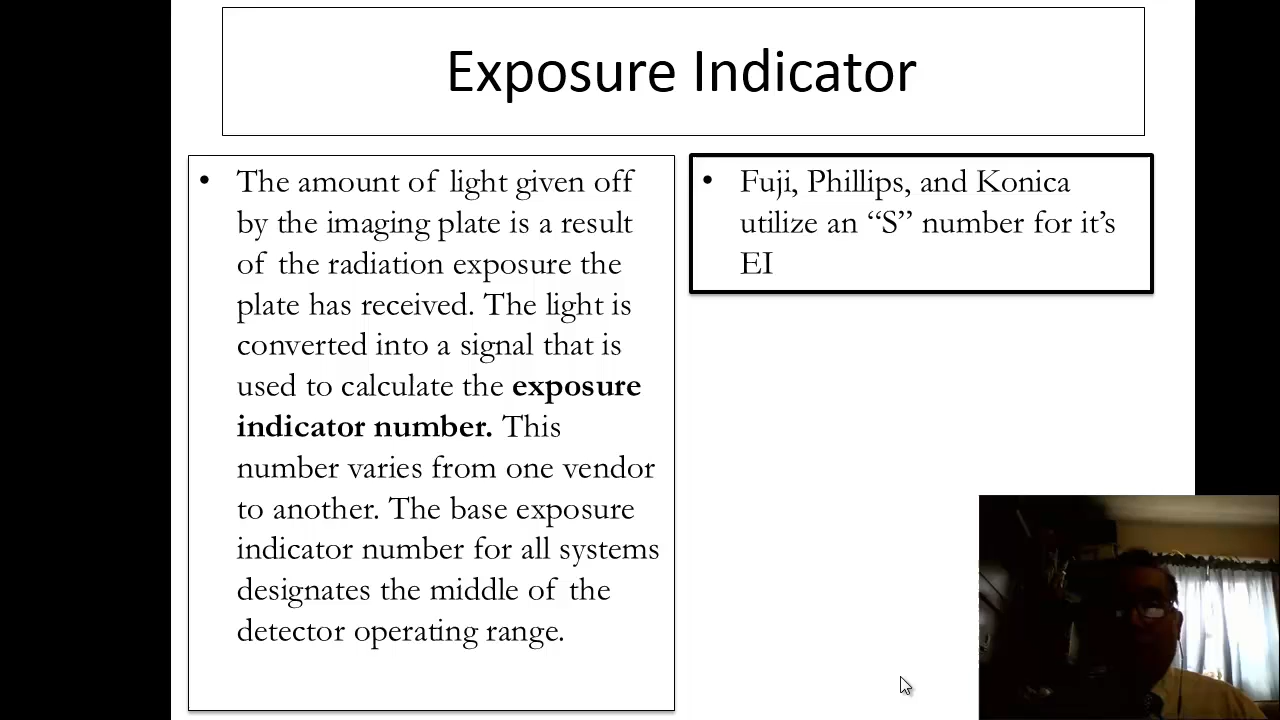 Exposure Indicator
• The amount of light given off
by the imaging plate is a result
of the radiation exposure the
plate has received. The light is
converted into a signal that is
used to calculate the exposure
indicator number. This
number varies from one vendor
to another. The base exposure
indicator number for all systems
designates the middle of the
detector operating range.
• Fuji, Phillips, and Konica
utilize an “S” number for it’s
EI